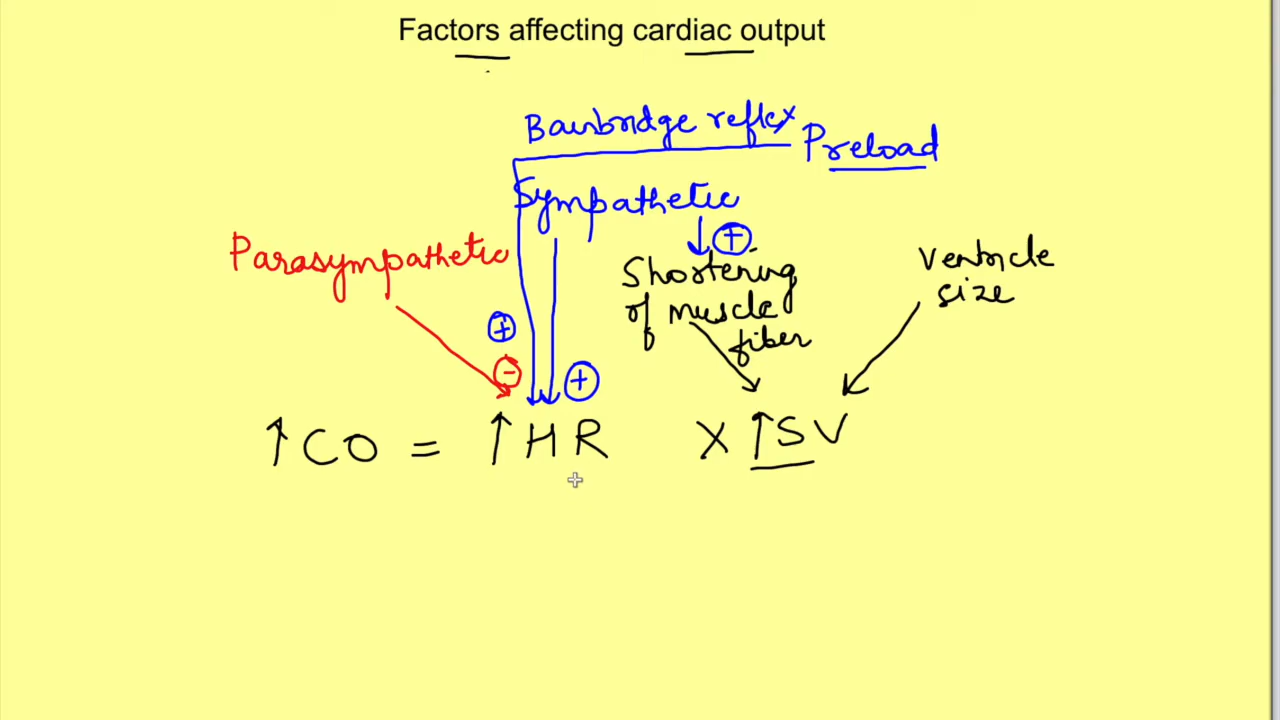 Factors affecting cardiac output
Bainbridge reflex
Preload
Sympathetic
+
Parasympathetic
Shortening
of muscle
fiber
Ventricle
size
+
-
+
↑CO = ↑HR X ↑SV